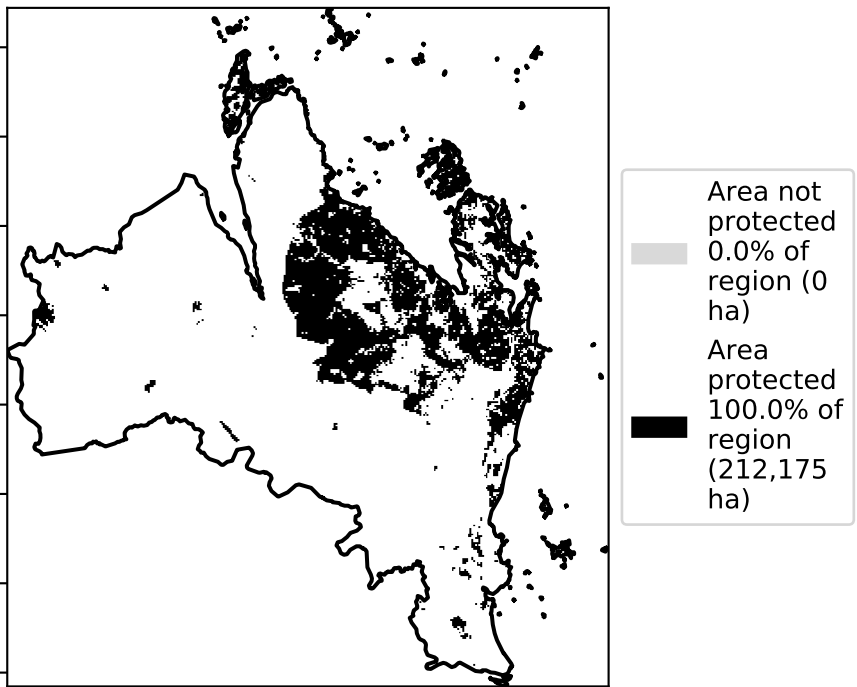 Area not
protected
0.0% of
region (0
ha)
Area
protected
100.0% of
region
(212,175
ha)